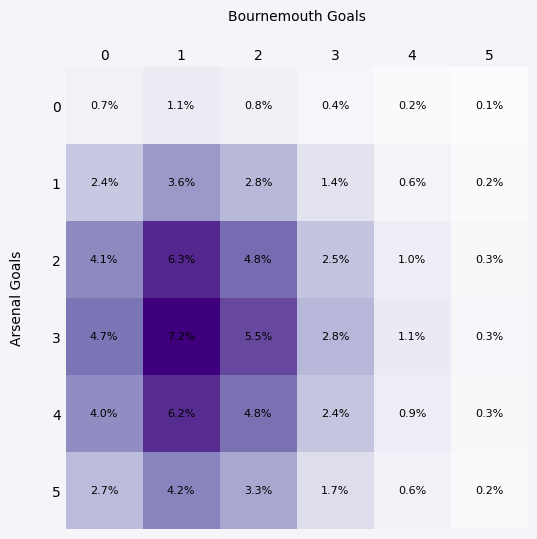 Bournemouth Goals
0 1 2 3 4 5
0 0.7% 1.1% 0.8% 0.4% 0.2% 0.1%
1 2.4% 3.6% 2.8% 1.4% 0.6% 0.2%
2 4.1% 6.3% 4.8% 2.5% 1.0% 0.3%
3 4.7% 7.2% 5.5% 2.8% 1.1% 0.3%
4 4.0% 6.2% 4.8% 2.4% 0.9% 0.3%
5 2.7% 4.2% 3.3% 1.7% 0.6% 0.2%
Arsenal Goals